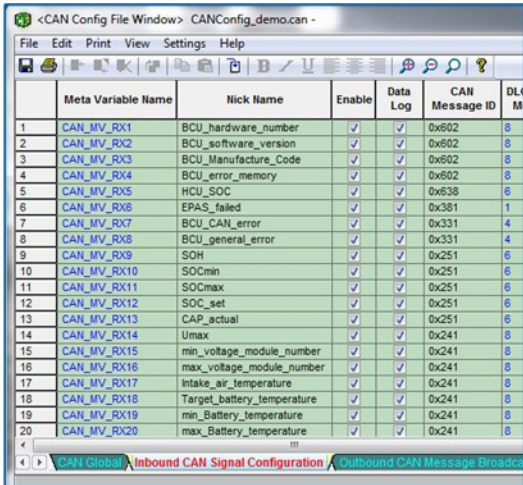 <CAN Config File Window> CANConfig_demo.can -
File Edit Print View Settings Help
B I U ?
Meta Variable Name Nick Name Enable Data Log CAN Message ID DLC M
1 CAN_MV_RX1 BCU_hardware_number 0x602 8
2 CAN_MV_RX2 BCU_software_version 0x602 8
3 CAN_MV_RX3 BCU_Manufacture_Code 0x602 8
4 CAN_MV_RX4 BCU_error_memory 0x602 8
5 CAN_MV_RX5 HCU_SOC 0x638 6
6 CAN_MV_RX6 EPAS_failed 0x381 1
7 CAN_MV_RX7 BCU_CAN_error 0x331 4
8 CAN_MV_RX8 BCU_general_error 0x331 4
9 CAN_MV_RX9 SOH 0x251 6
10 CAN_MV_RX10 SOCmin 0x251 6
11 CAN_MV_RX11 SOCmax 0x251 6
12 CAN_MV_RX12 SOC_set 0x251 6
13 CAN_MV_RX13 CAP_actual 0x251 6
14 CAN_MV_RX14 Umax 0x241 8
15 CAN_MV_RX15 min_voltage_module_number 0x241 8
16 CAN_MV_RX16 max_voltage_module_number 0x241 8
17 CAN_MV_RX17 Intake_air_temperature 0x241 8
18 CAN_MV_RX18 Target_battery_temperature 0x241 8
19 CAN_MV_RX19 min_Battery_temperature 0x241 8
20 CAN_MV_RX20 max_Battery_temperature 0x241 8
CAN Global Inbound CAN Signal Configuration Outbound CAN Message Broadca